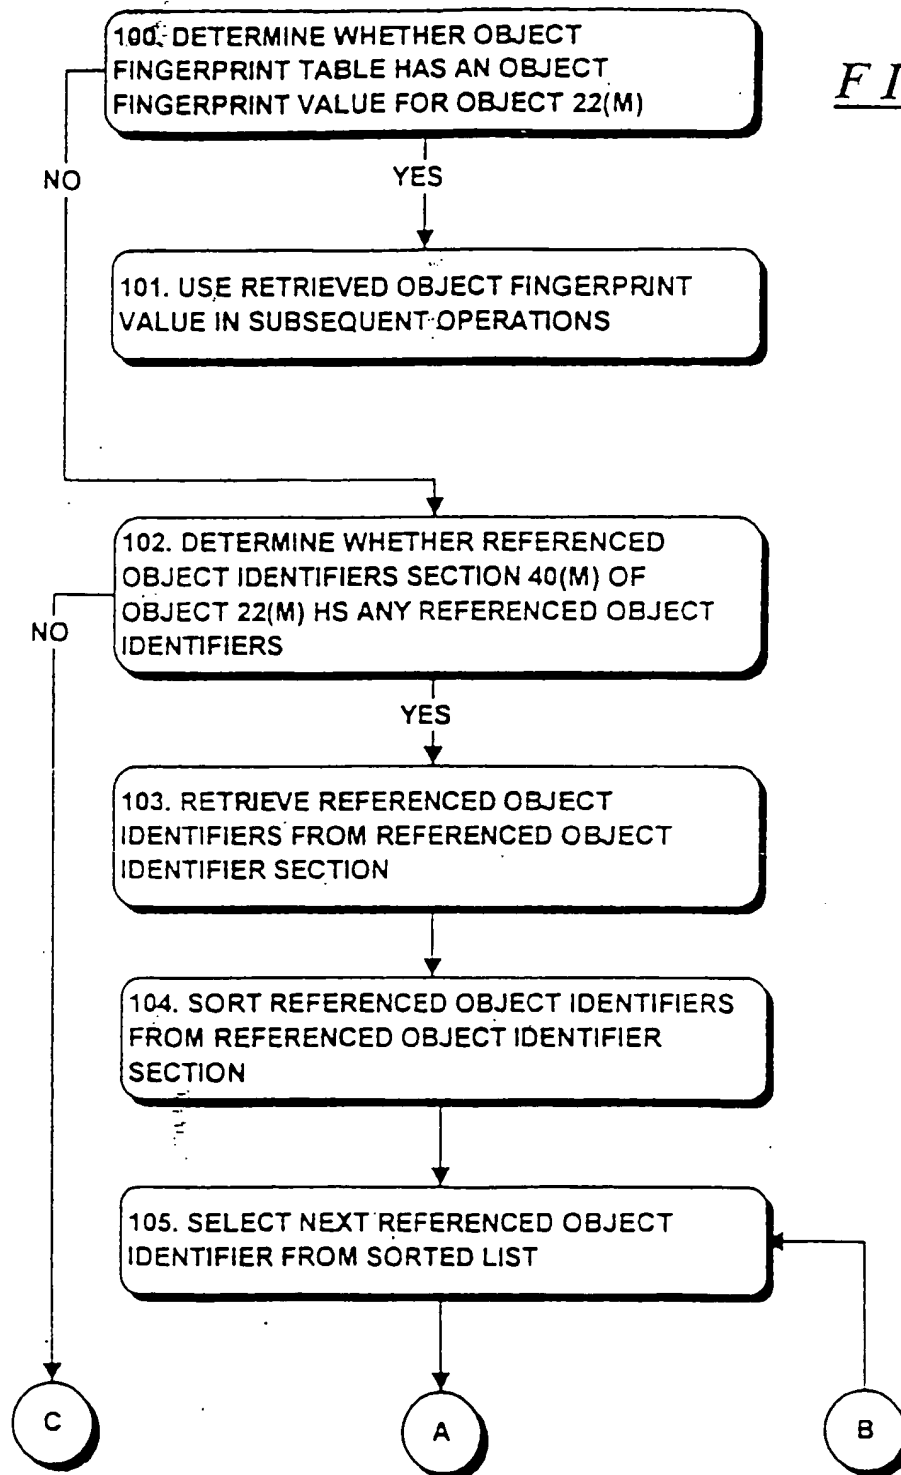 100. DETERMINE WHETHER OBJECT
FINGERPRINT TABLE HAS AN OBJECT
FINGERPRINT VALUE FOR OBJECT 22(M)
F I
NO
YES
101. USE RETRIEVED OBJECT FINGERPRINT
VALUE IN SUBSEQUENT OPERATIONS
102. DETERMINE WHETHER REFERENCED
OBJECT IDENTIFIERS SECTION 40(M) OF
OBJECT 22(M) HS ANY REFERENCED OBJECT
IDENTIFIERS
NO
YES
103. RETRIEVE REFERENCED OBJECT
IDENTIFIERS FROM REFERENCED OBJECT
IDENTIFIER SECTION
104. SORT REFERENCED OBJECT IDENTIFIERS
FROM REFERENCED OBJECT IDENTIFIER
SECTION
105. SELECT NEXT REFERENCED OBJECT
IDENTIFIER FROM SORTED LIST
C
A
B